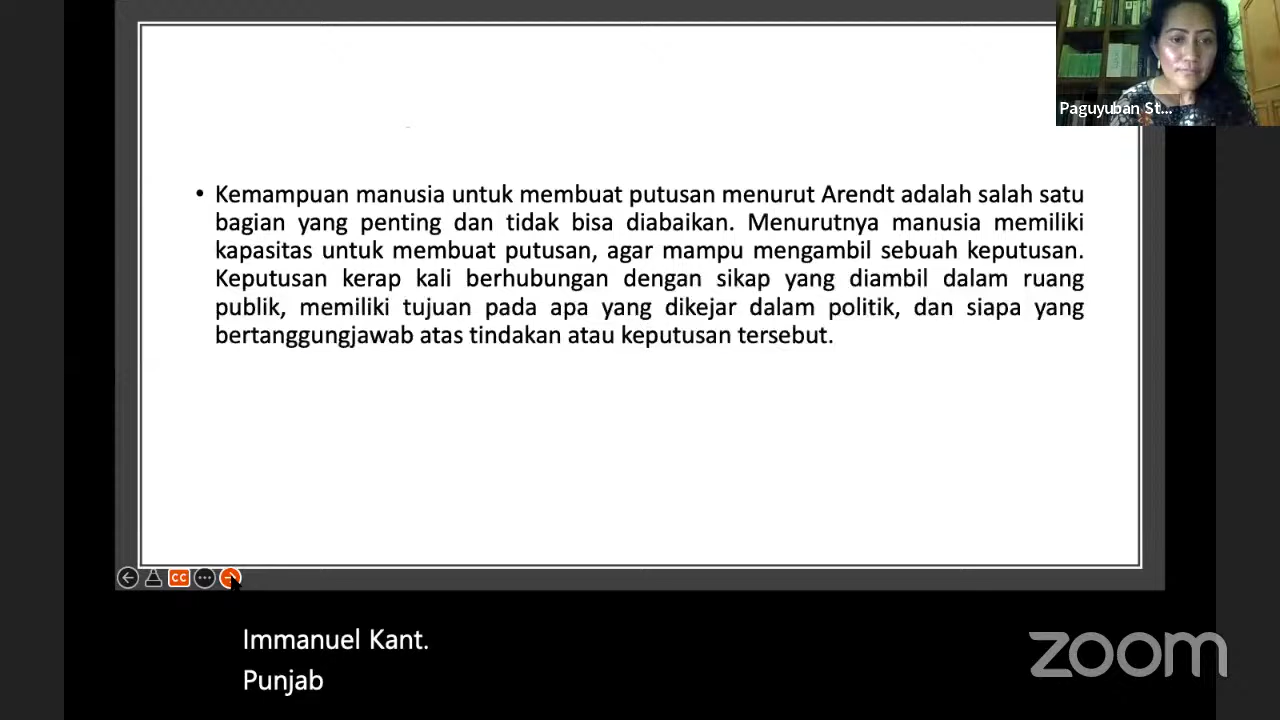 Paguyuban St...
• Kemampuan manusia untuk membuat putusan menurut Arendt adalah salah satu
bagian yang penting dan tidak bisa diabaikan. Menurutnya manusia memiliki
kapasitas untuk membuat putusan, agar mampu mengambil sebuah keputusan.
Keputusan kerap kali berhubungan dengan sikap yang diambil dalam ruang
publik, memiliki tujuan pada apa yang dikejar dalam politik, dan siapa yang
bertanggungjawab atas tindakan atau keputusan tersebut.
CC
Immanuel Kant.
Punjab
zoom